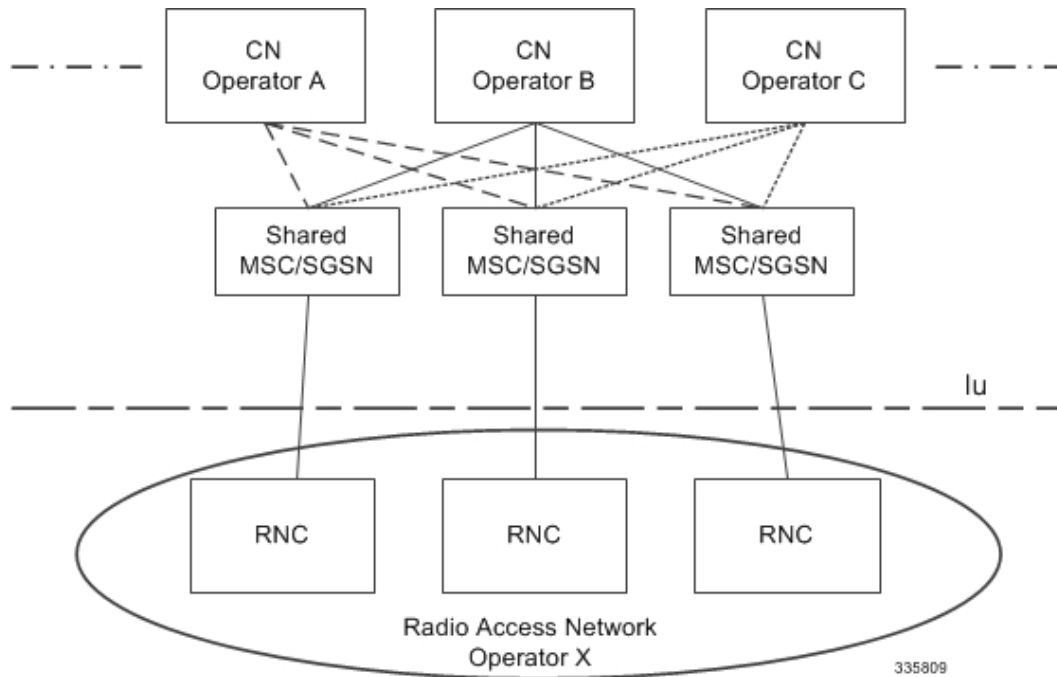 CN
Operator A
CN
Operator B
CN
Operator C
Shared
MSC/SGSN
Shared
MSC/SGSN
Shared
MSC/SGSN
Iu
RNC
RNC
RNC
Radio Access Network
Operator X
335809